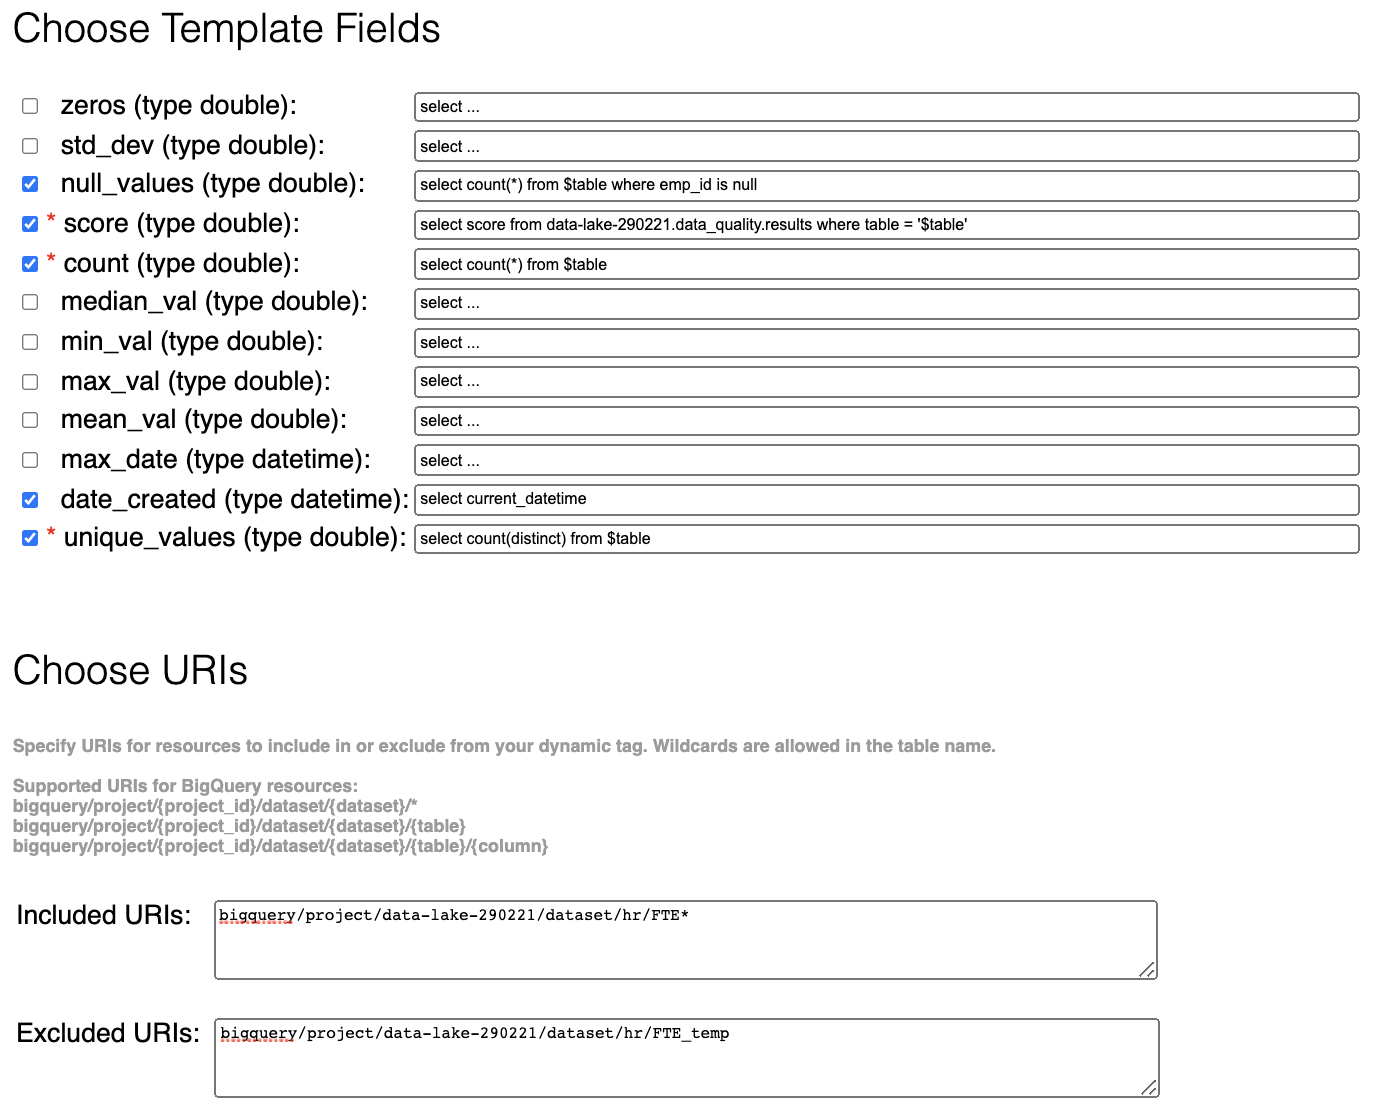 Choose Template Fields
zeros (type double): select ...
std_dev (type double): select ...
null_values (type double): select count(*) from $table where emp_id is null
* score (type double): select score from data-lake-290221.data_quality.results where table = '$table'
* count (type double): select count(*) from $table
median_val (type double): select ...
min_val (type double): select ...
max_val (type double): select ...
mean_val (type double): select ...
max_date (type datetime): select ...
date_created (type datetime): select current_datetime
* unique_values (type double): select count(distinct) from $table
Choose URIs
Specify URIs for resources to include in or exclude from your dynamic tag. Wildcards are allowed in the table name.
Supported URIs for BigQuery resources:
bigquery/project/{project_id}/dataset/{dataset}/*
bigquery/project/{project_id}/dataset/{dataset}/{table}
bigquery/project/{project_id}/dataset/{dataset}/{table}/{column}
Included URIs: bigquery/project/data-lake-290221/dataset/hr/FTE*
Excluded URIs: bigquery/project/data-lake-290221/dataset/hr/FTE_temp